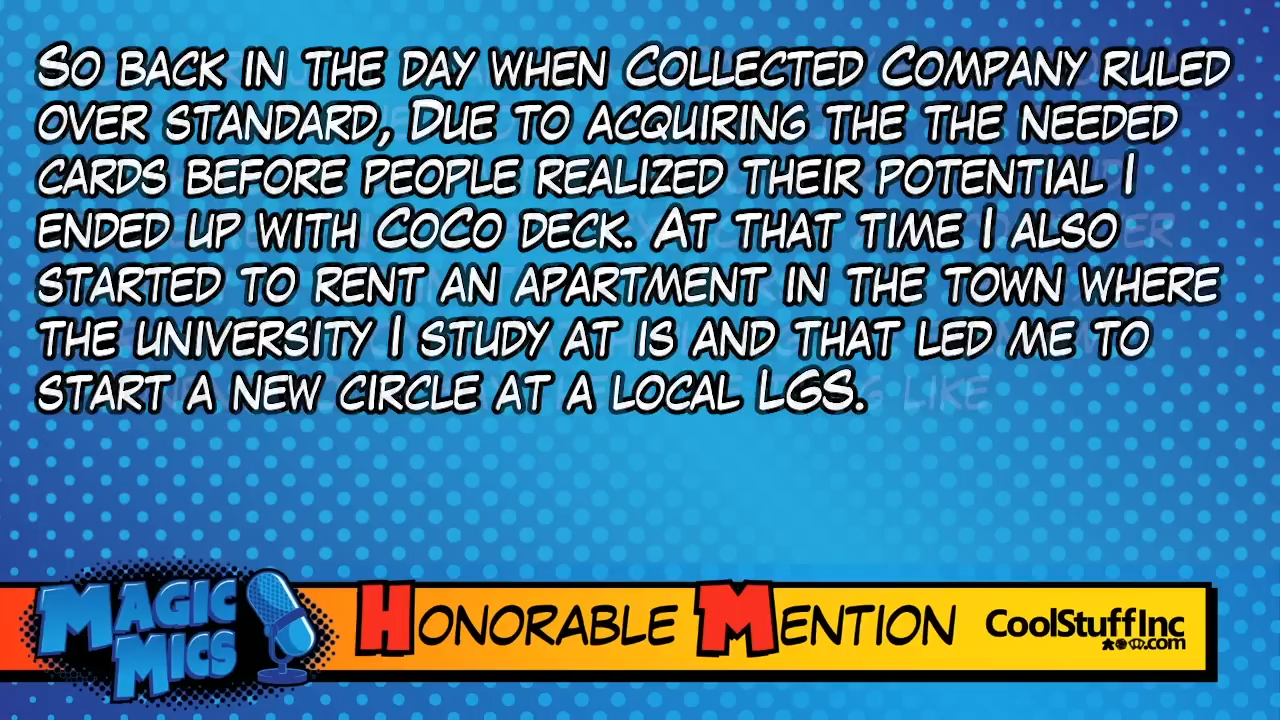 So back in the day when Collected Company ruled
over standard, Due to acquiring the the needed
cards before people realized their potential I
ended up with CoCo deck. At that time I also
started to rent an apartment in the town where
the university I study at is and that led me to
start a new circle at a local LGS.
Magic Mics
Honorable Mention
CoolStuffInc
.com